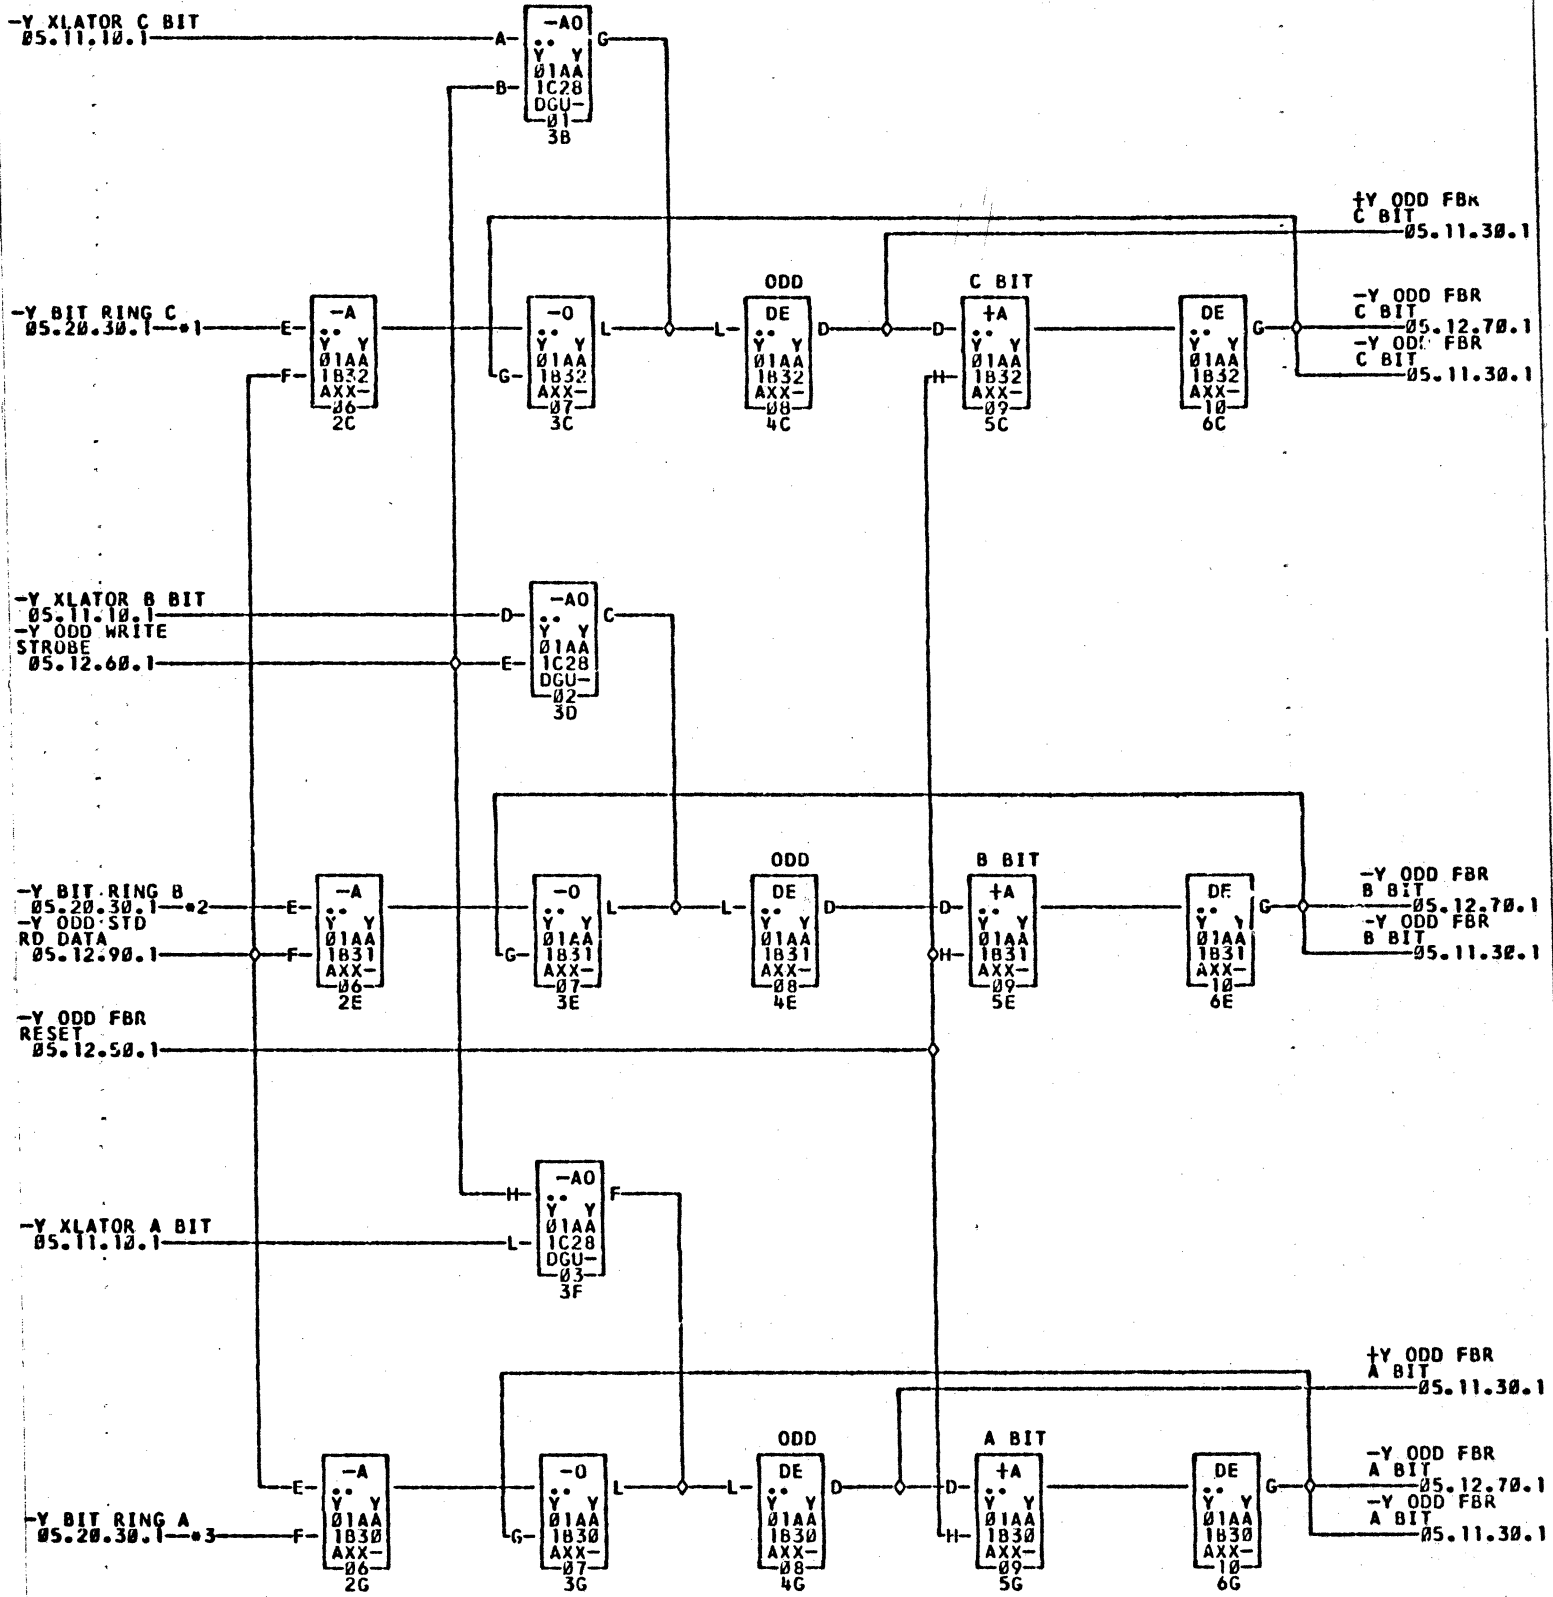 -Y XLATOR C BIT
05.11.10.1
A
B
-AO
..
Y Y
01AA
1C28
DGU-
01
3B
G
+Y ODD FBR
C BIT
05.11.30.1
-Y BIT RING C
05.20.30.1 *1
E
F
-A
..
Y Y
01AA
1B32
AXX-
06
2C
G
-O
..
Y Y
01AA
1B32
AXX-
07
3C
L
L
ODD
DE
..
Y Y
01AA
1B32
AXX-
08
4C
D
D
H
C BIT
+A
..
Y Y
01AA
1B32
AXX-
09
5C
DE
..
Y Y
01AA
1B32
AXX-
10
6C
G
-Y ODD FBR
C BIT
05.12.70.1
-Y ODD FBR
C BIT
05.11.30.1
-Y XLATOR B BIT
05.11.10.1
-Y ODD WRITE
STROBE
05.12.60.1
D
E
-AO
..
Y Y
01AA
1C28
DGU-
02
3D
C
-Y BIT RING B
05.20.30.1 *2
-Y ODD STD
RD DATA
05.12.90.1
E
F
-A
..
Y Y
01AA
1B31
AXX-
06
2E
G
-O
..
Y Y
01AA
1B31
AXX-
07
3E
L
L
ODD
DE
..
Y Y
01AA
1B31
AXX-
08
4E
D
D
H
B BIT
+A
..
Y Y
01AA
1B31
AXX-
09
5E
DE
..
Y Y
01AA
1B31
AXX-
10
6E
G
-Y ODD FBR
B BIT
05.12.70.1
-Y ODD FBR
B BIT
05.11.30.1
-Y ODD FBR
RESET
05.12.50.1
-Y XLATOR A BIT
05.11.10.1
H
L
-AO
..
Y Y
01AA
1C28
DGU-
03
3F
F
+Y ODD FBR
A BIT
05.11.30.1
-Y BIT RING A
05.20.30.1 *3
E
F
-A
..
Y Y
01AA
1B30
AXX-
06
2G
G
-O
..
Y Y
01AA
1B30
AXX-
07
3G
L
L
ODD
DE
..
Y Y
01AA
1B30
AXX-
08
4G
D
D
H
A BIT
+A
..
Y Y
01AA
1B30
AXX-
09
5G
DE
..
Y Y
01AA
1B30
AXX-
10
6G
G
-Y ODD FBR
A BIT
05.12.70.1
-Y ODD FBR
A BIT
05.11.30.1